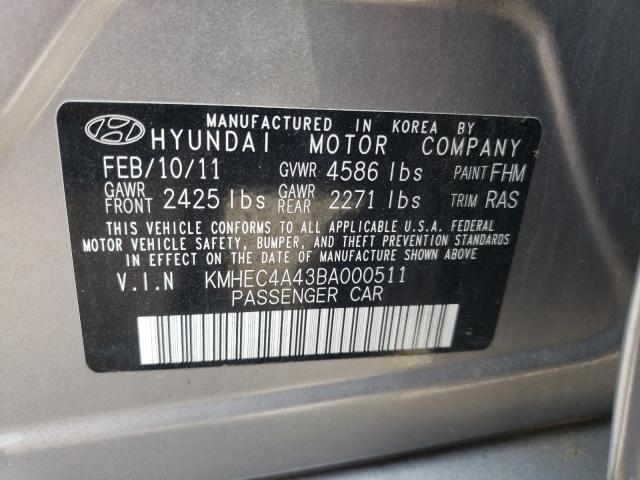 MANUFACTURED IN KOREA BY
HYUNDAI MOTOR COMPANY
FEB/10/11 GVWR 4586 lbs PAINT FHM
GAWR FRONT 2425 lbs GAWR REAR 2271 lbs TRIM RAS
THIS VEHICLE CONFORMS TO ALL APPLICABLE U.S.A. FEDERAL
MOTOR VEHICLE SAFETY, BUMPER, AND THEFT PREVENTION STANDARDS
IN EFFECT ON THE DATE OF MANUFACTURE SHOWN ABOVE.
V.I.N KMHEC4A43BA000511
PASSENGER CAR